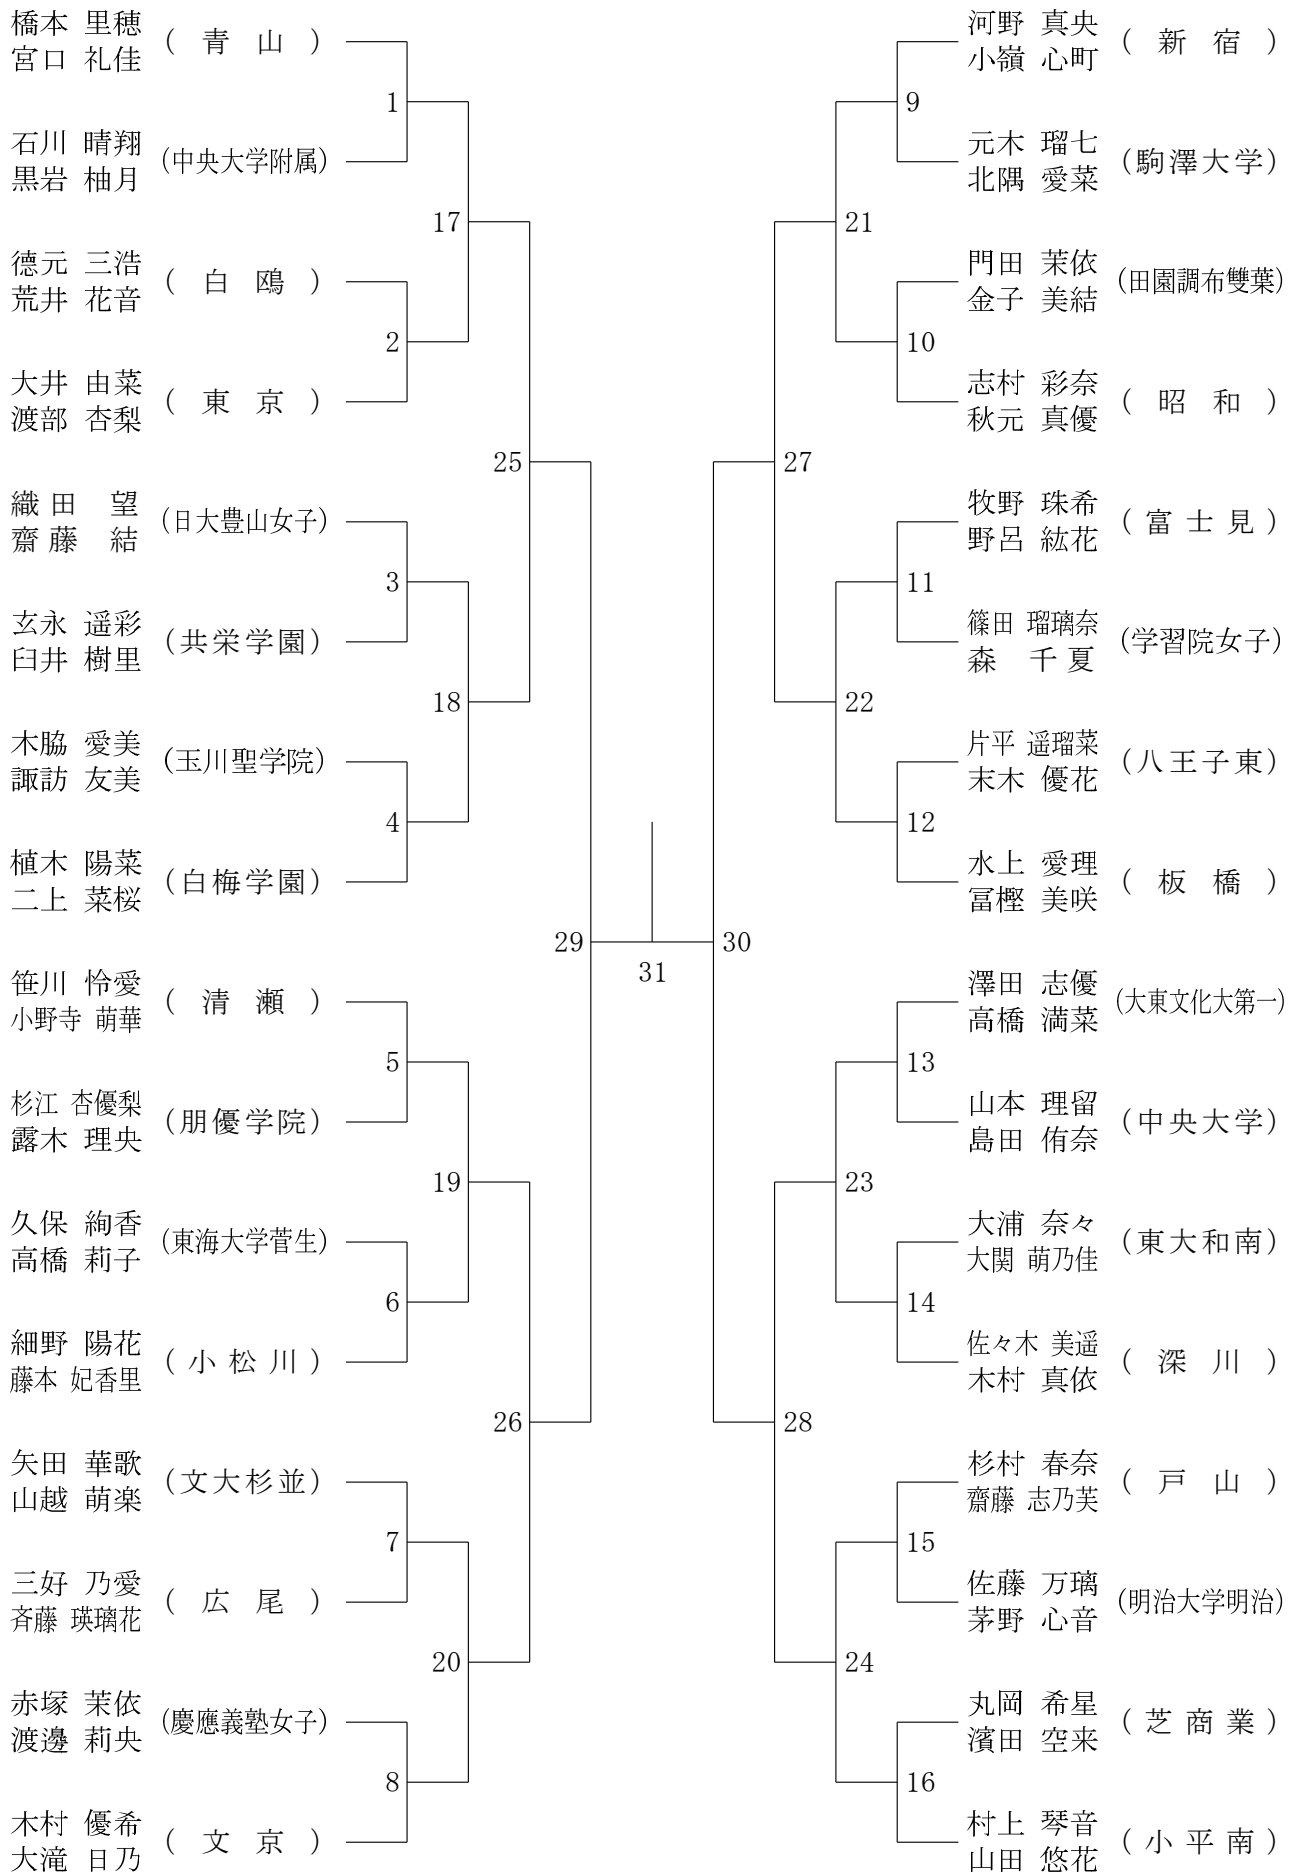 橋本 里穂
宮口 礼佳
( 青 山 )
石川 晴翔
黒岩 柚月
(中央大学附属)
德元 三浩
荒井 花音
( 白 鴎 )
大井 由菜
渡部 杏梨
( 東 京 )
織田 望
齋藤 結
(日大豊山女子)
玄永 遥彩
臼井 樹里
(共栄学園)
木脇 愛美
諏訪 友美
(玉川聖学院)
植木 陽菜
二上 菜桜
(白梅学園)
笹川 怜愛
小野寺 萌華
( 清 瀬 )
杉江 杏優梨
露木 理央
(朋優学院)
久保 絢香
高橋 莉子
(東海大学菅生)
細野 陽花
藤本 妃香里
( 小 松 川 )
矢田 華歌
山越 萌楽
(文大杉並)
三好 乃愛
斉藤 瑛璃花
( 広 尾 )
赤塚 茉依
渡邊 莉央
(慶應義塾女子)
木村 優希
大滝 日乃
( 文 京 )
1
2
3
4
5
6
7
8
17
18
19
20
25
26
29
31
30
27
28
21
22
23
24
9
10
11
12
13
14
15
16
河野 真央
小嶺 心町
( 新 宿 )
元木 瑠七
北隅 愛菜
(駒澤大学)
門田 茉依
金子 美結
(田園調布雙葉)
志村 彩奈
秋元 真優
( 昭 和 )
牧野 珠希
野呂 紘花
( 富 士 見 )
篠田 瑠璃奈
森 千夏
(学習院女子)
片平 遥瑠菜
末木 優花
(八王子東)
水上 愛理
冨樫 美咲
( 板 橋 )
澤田 志優
高橋 満菜
(大東文化大第一)
山本 理留
島田 侑奈
(中央大学)
大浦 奈々
大関 萌乃佳
(東大和南)
佐々木 美遥
木村 真依
( 深 川 )
杉村 春奈
齋藤 志乃芙
( 戸 山 )
佐藤 万璃
茅野 心音
(明治大学明治)
丸岡 希星
濱田 空来
( 芝 商 業 )
村上 琴音
山田 悠花
( 小 平 南 )